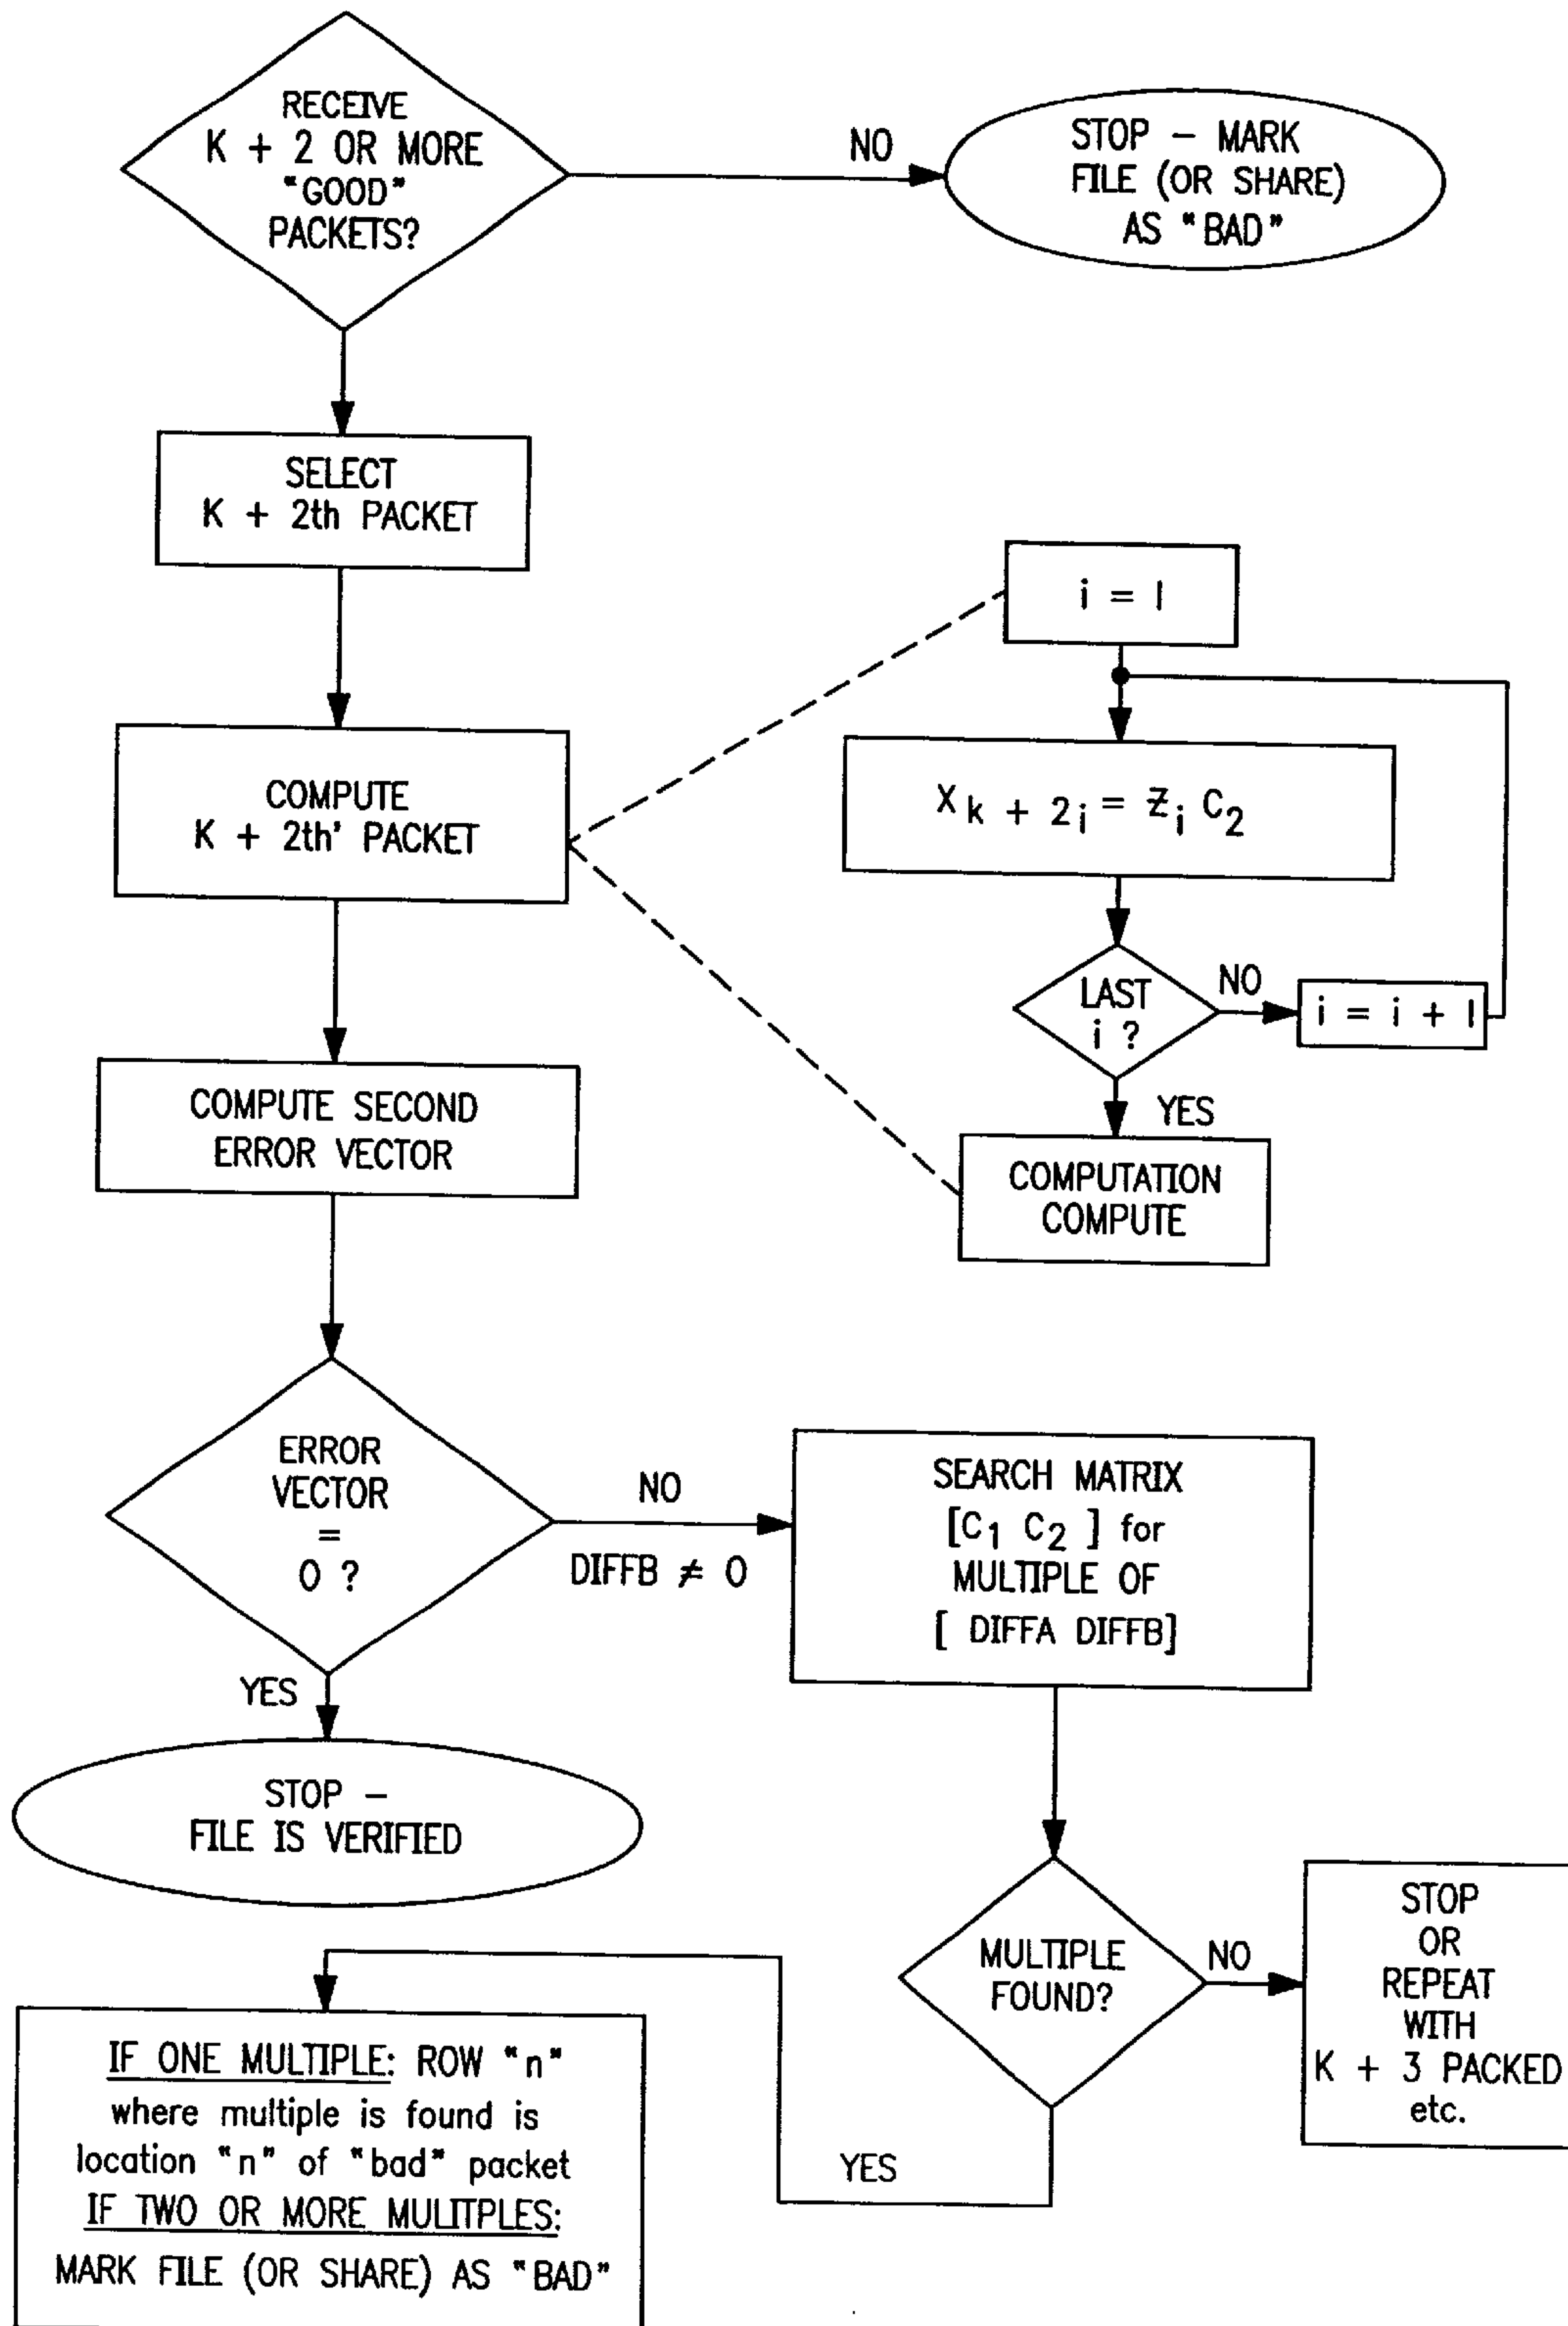 RECEIVE
K + 2 OR MORE
"GOOD"
PACKETS?
NO
STOP – MARK
FILE (OR SHARE)
AS "BAD"
SELECT
K + 2th PACKET
COMPUTE
K + 2th' PACKET
i = 1
X k + 2 i = Z i C 2
LAST
i ?
NO
i = i + 1
YES
COMPUTATION
COMPUTE
COMPUTE SECOND
ERROR VECTOR
ERROR
VECTOR
=
0 ?
NO
DIFFB ≠ 0
SEARCH MATRIX
[C 1 C 2 ] for
MULTIPLE OF
[ DIFFA DIFFB]
YES
STOP –
FILE IS VERIFIED
MULTIPLE
FOUND?
NO
STOP
OR
REPEAT
WITH
K + 3 PACKED
etc.
YES
IF ONE MULTIPLE: ROW "n"
where multiple is found is
location "n" of "bad" packet
IF TWO OR MORE MULITPLES:
MARK FILE (OR SHARE) AS "BAD"